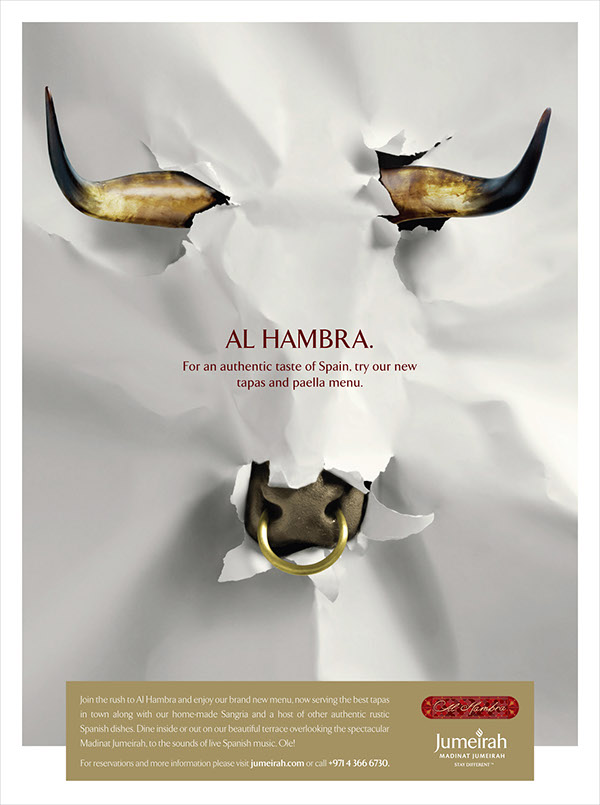 AL HAMBRA.
For an authentic taste of Spain, try our new
tapas and paella menu.
Join the rush to Al Hambra and enjoy our brand new menu, now serving the best tapas
in town along with our home-made Sangria and a host of other authentic rustic
Spanish dishes. Dine inside or out on our beautiful terrace overlooking the spectacular
Madinat Jumeirah, to the sounds of live Spanish music, Ole!
For reservations and more information please visit jumeirah.com or call +971 4 366 6730.
Al Hambra
Jumeirah
MADINAT JUMEIRAH
STAY DIFFERENT™